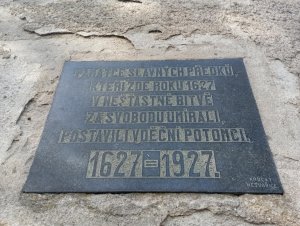 PAMÁTCE SLAVNÝCH PŘEDKŮ,
KTEŘÍ ZDE ROKU 1627
V NEŠŤASTNÉ BITVĚ
ZA SVOBODU UMÍRALI,
POSTAVILI VDĚČNÍ POTOMCI.
1627=1927.